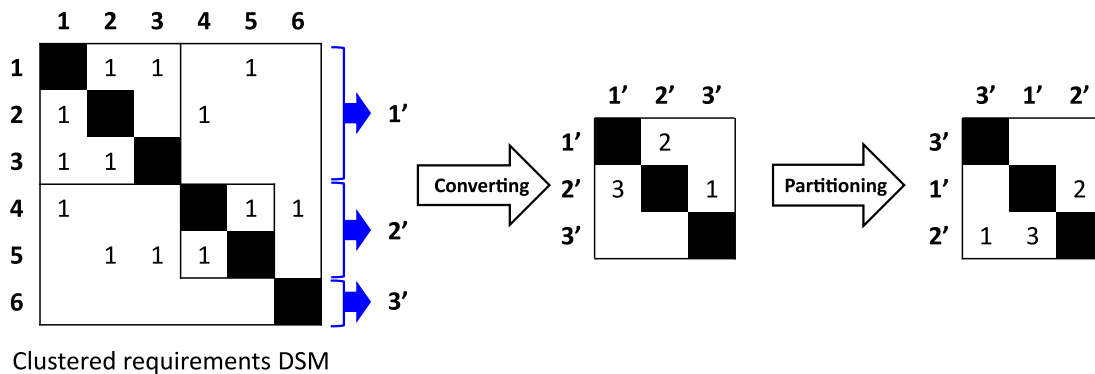 1 2 3 4 5 6
1 1 1 1
2 1 1
3 1 1
4 1 1 1
5 1 1 1
6
1’
2’
3’
Clustered requirements DSM
Converting
1’ 2’ 3’
1’ 2
2’ 3 1
3’
Partitioning
3’ 1’ 2’
3’
1’ 2
2’ 1 3